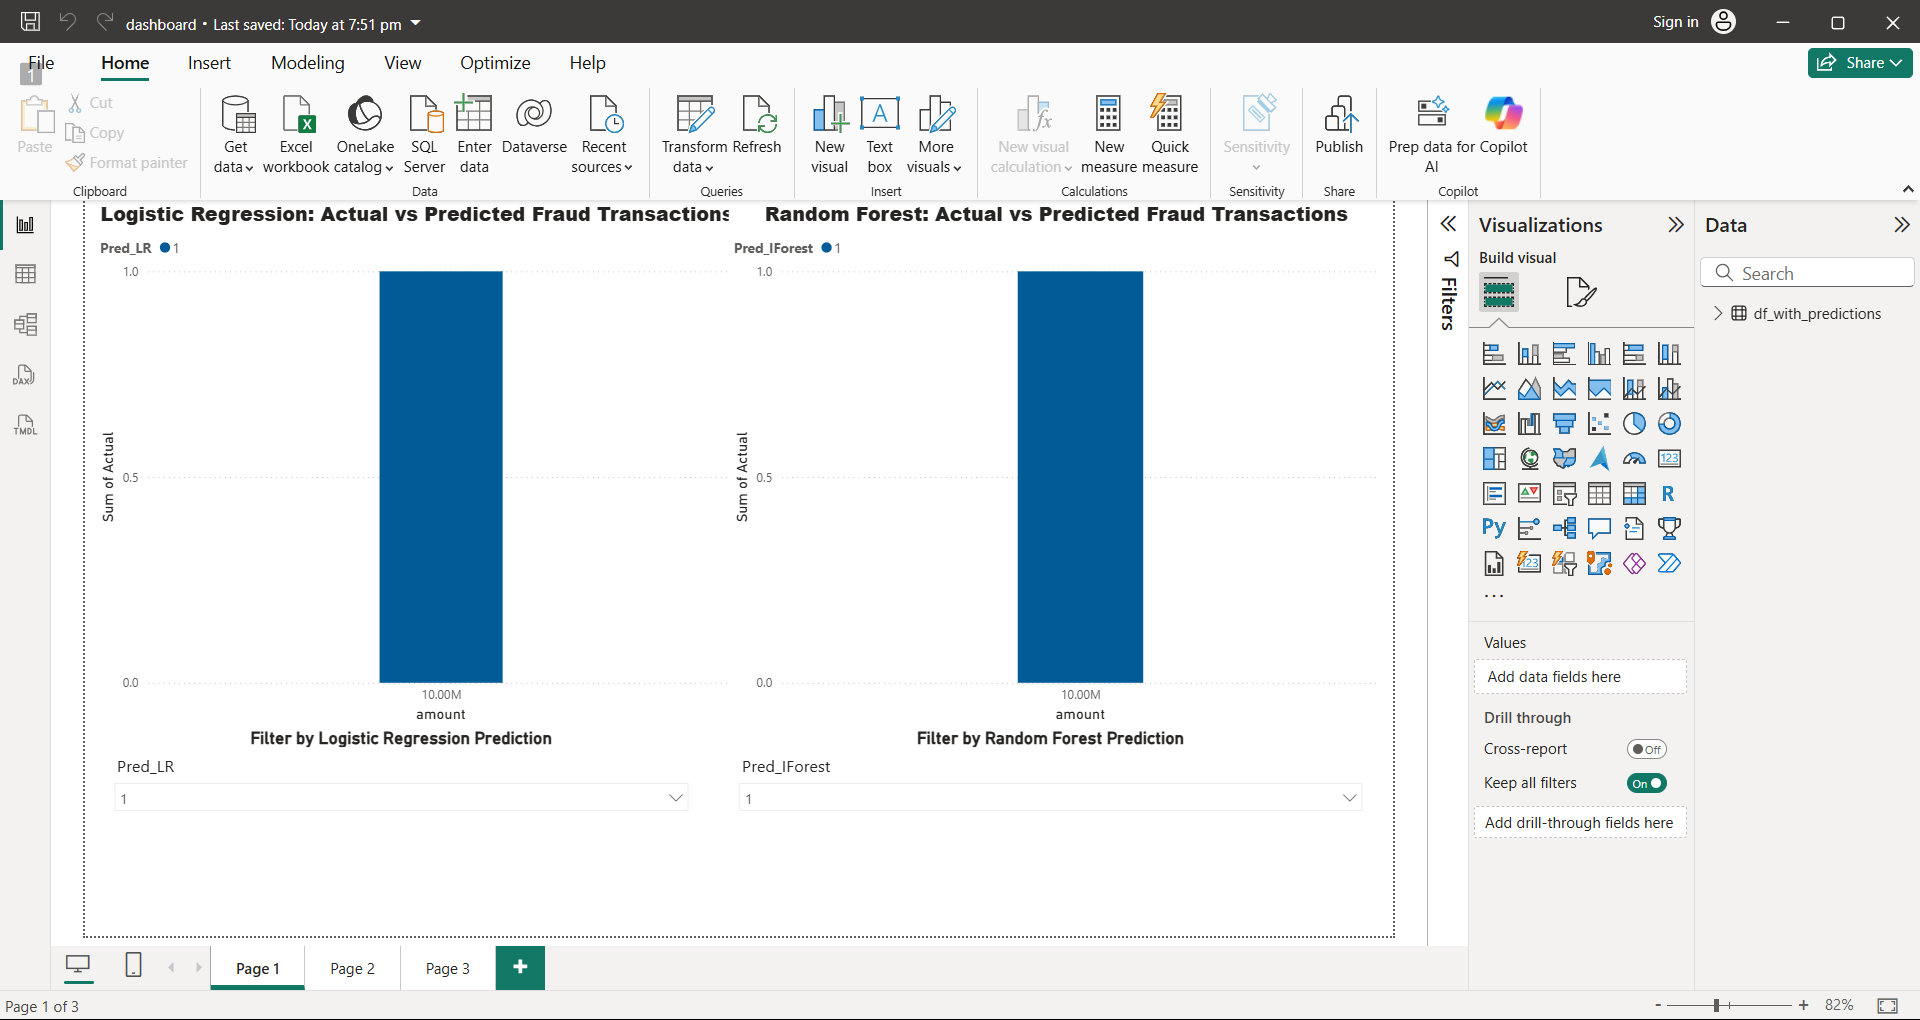 dashboard • Last saved: Today at 7:51 pm
Sign in
File
1
Home
Insert
Modeling
View
Optimize
Help
Share
Paste
Cut
Copy
Format painter
Clipboard
Get data
Excel workbook
OneLake catalog
SQL Server
Enter data
Dataverse
Recent sources
Data
Transform data
Refresh
Queries
New visual
Text box
More visuals
Insert
New visual calculation
New measure
Quick measure
Calculations
Sensitivity
Sensitivity
Publish
Share
Prep data for AI
Copilot
Copilot
DAX
TMDL
Logistic Regression: Actual vs Predicted Fraud Transactions
Pred_LR 1
1.0
0.5
0.0
Sum of Actual
10.00M
amount
Filter by Logistic Regression Prediction
Pred_LR
1
Random Forest: Actual vs Predicted Fraud Transactions
Pred_IForest 1
1.0
0.5
0.0
Sum of Actual
10.00M
amount
Filter by Random Forest Prediction
Pred_IForest
1
Filters
Visualizations
Build visual
123
R
Py
123
...
Values
Add data fields here
Drill through
Cross-report
Off
Keep all filters
On
Add drill-through fields here
Data
Search
df_with_predictions
Page 1
Page 2
Page 3
+
Page 1 of 3
- + 82%